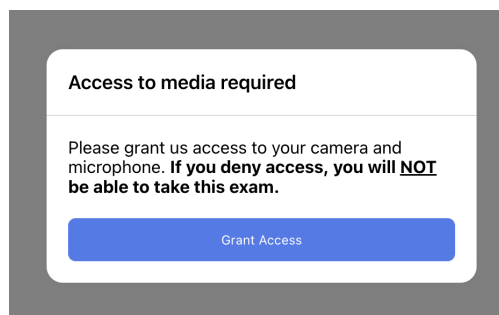 Access to media required
Please grant us access to your camera and
microphone. If you deny access, you will NOT
be able to take this exam.
Grant Access